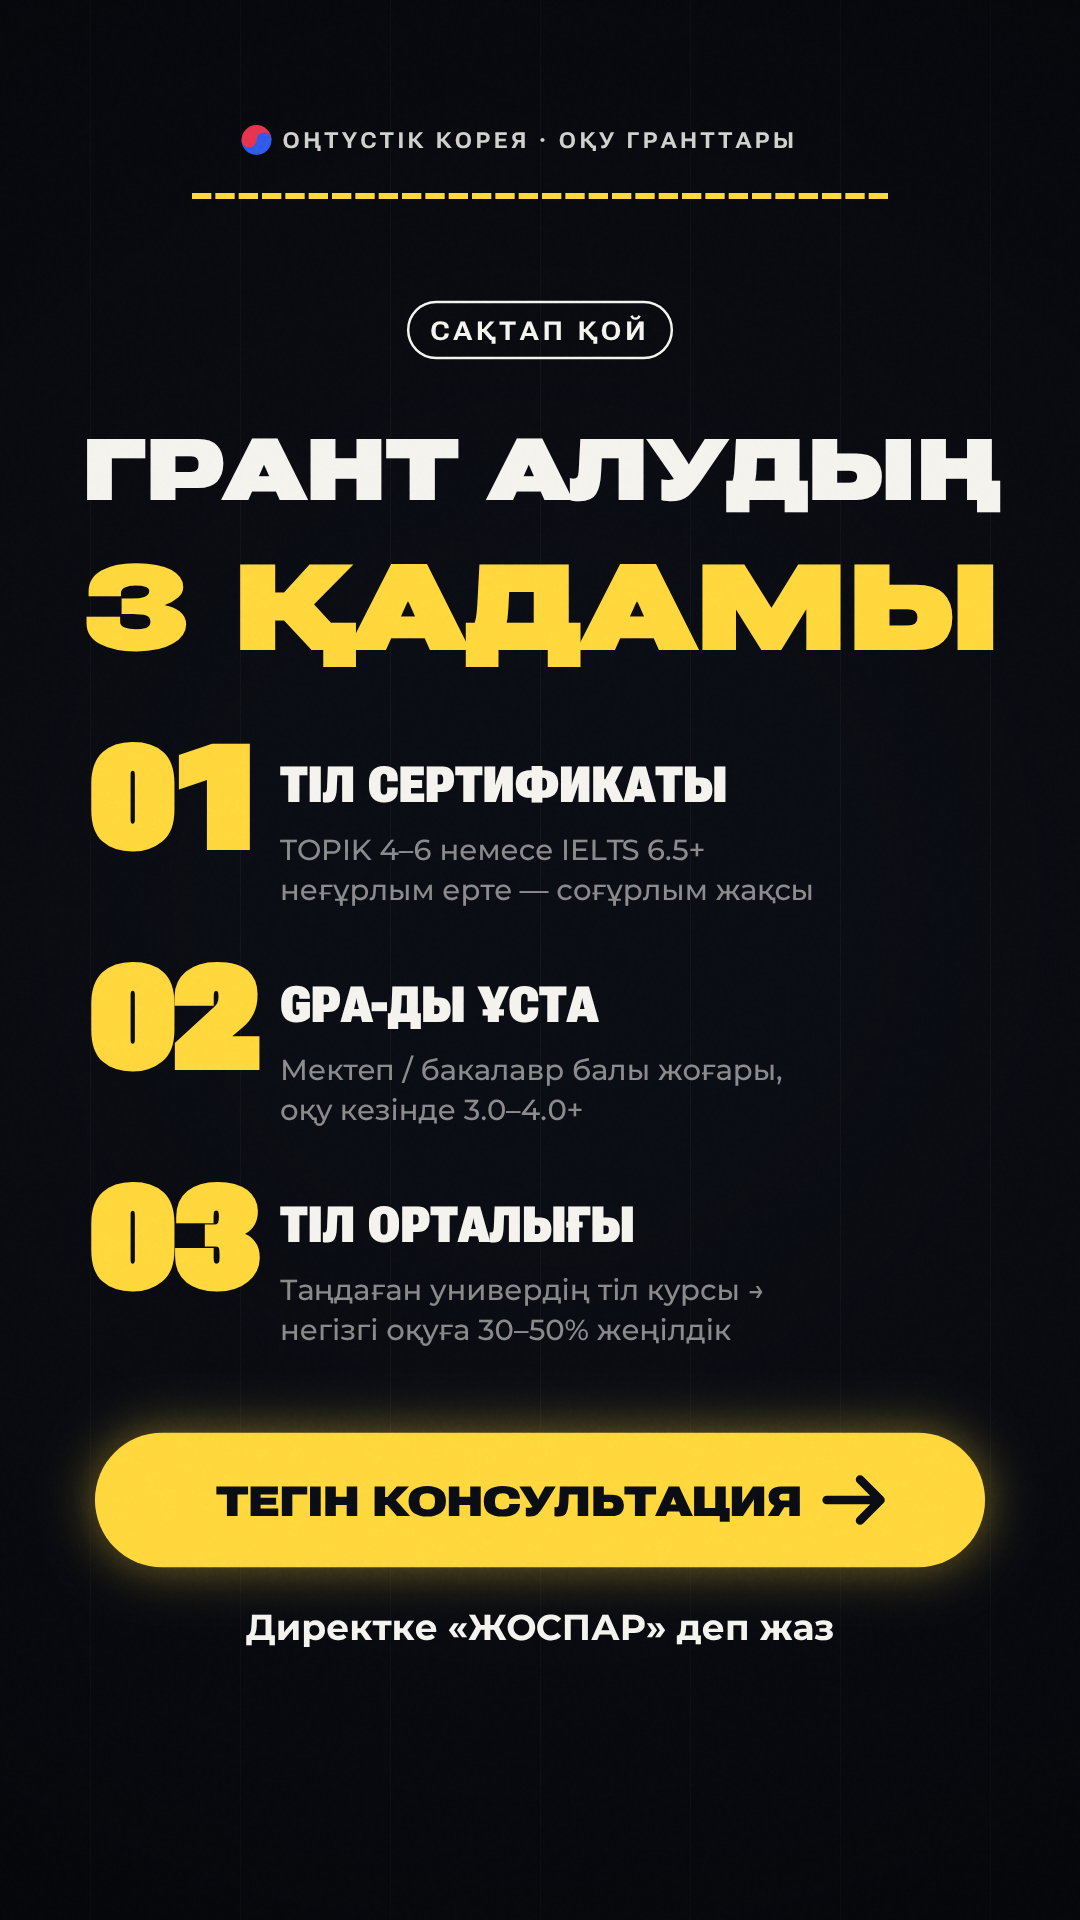 ОҢТҮСТІК КОРЕЯ · ОҚУ ГРАНТТАРЫ
САҚТАП ҚОЙ
ГРАНТ АЛУДЫҢ
3 ҚАДАМЫ
01 ТІЛ СЕРТИФИКАТЫ
TOPIK 4–6 немесе IELTS 6.5+
неғұрлым ерте — соғұрлым жақсы
02 GPA-ДЫ ҰСТА
Мектеп / бакалавр балы жоғары,
оқу кезінде 3.0–4.0+
03 ТІЛ ОРТАЛЫҒЫ
Таңдаған универдің тіл курсы →
негізгі оқуға 30–50% жеңілдік
ТЕГІН КОНСУЛЬТАЦИЯ →
Директке «ЖОСПАР» деп жаз